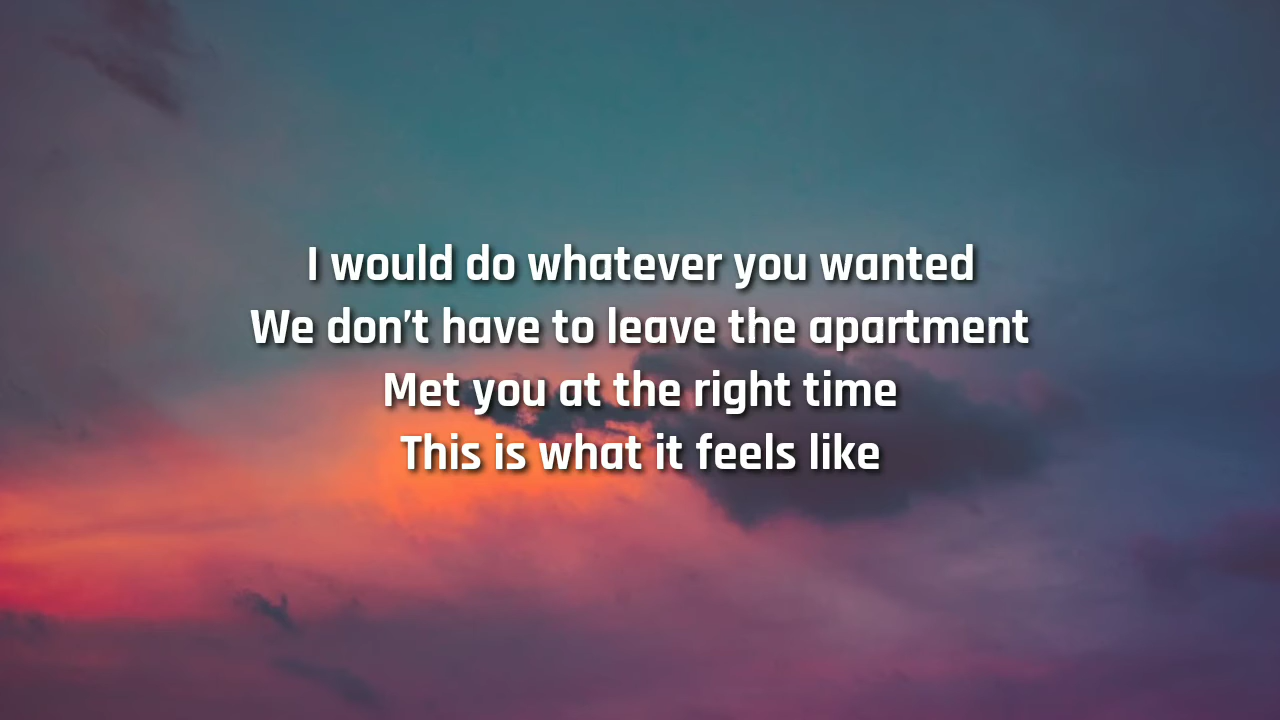 I would do whatever you wanted
We don’t have to leave the apartment
Met you at the right time
This is what it feels like